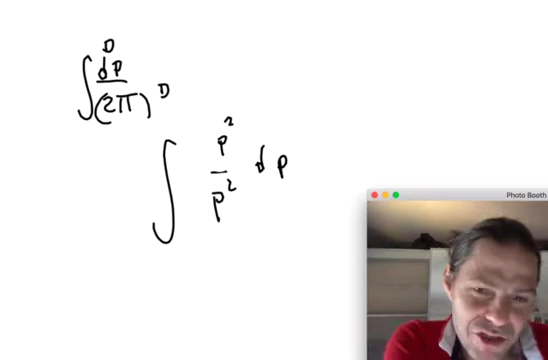 ∫ d^D p / (2π)^D
∫ p^2 / p^2 d p
Photo Booth